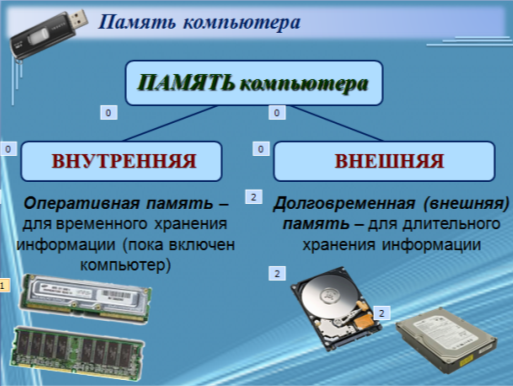 Память компьютера
ПАМЯТЬ компьютера
0
0
0
ВНУТРЕННЯЯ
0
ВНЕШНЯЯ
Оперативная память –
для временного хранения
информации (пока включен
компьютер)
2
Долговременная (внешняя)
память – для длительного
хранения информации
1
2
2